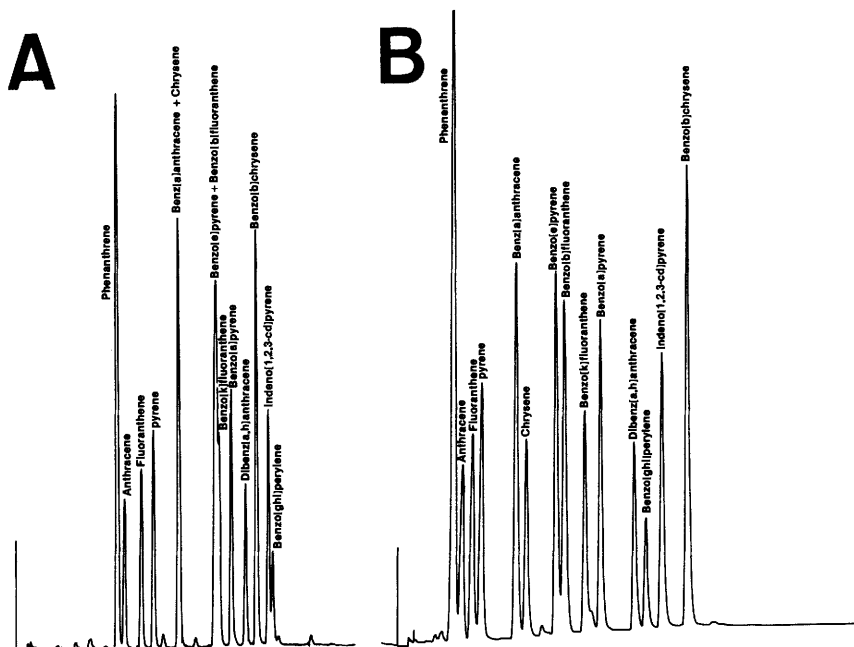 A
Phenanthrene
Anthracene
Fluoranthene
pyrene
Benz[a]anthracene + Chrysene
Benzo[e]pyrene + Benzo[b]fluoranthene
Benzo[k]fluoranthene
Benzo[a]pyrene
Dibenz[a,h]anthracene
Benzo[b]chrysene
Indeno[1,2,3-cd]pyrene
Benzo[ghi]perylene
B
Phenanthrene
Anthracene
Fluoranthene
pyrene
Benz[a]anthracene
Chrysene
Benzo[e]pyrene
Benzo[b]fluoranthene
Benzo[k]fluoranthene
Benzo[a]pyrene
Dibenz[a,h]anthracene
Benzo[ghi]perylene
Indeno[1,2,3-cd]pyrene
Benzo[b]chrysene